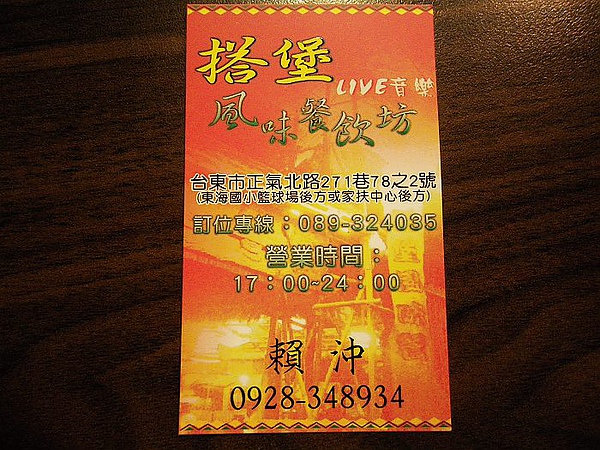 搭堡
LIVE音樂
風味餐飲坊
台東市正氣北路271巷78之2號
(東海國小籃球場後方或家扶中心後方)
訂位專線：089-324035
營業時間：
17：00~24：00
賴 沖
0928-348934